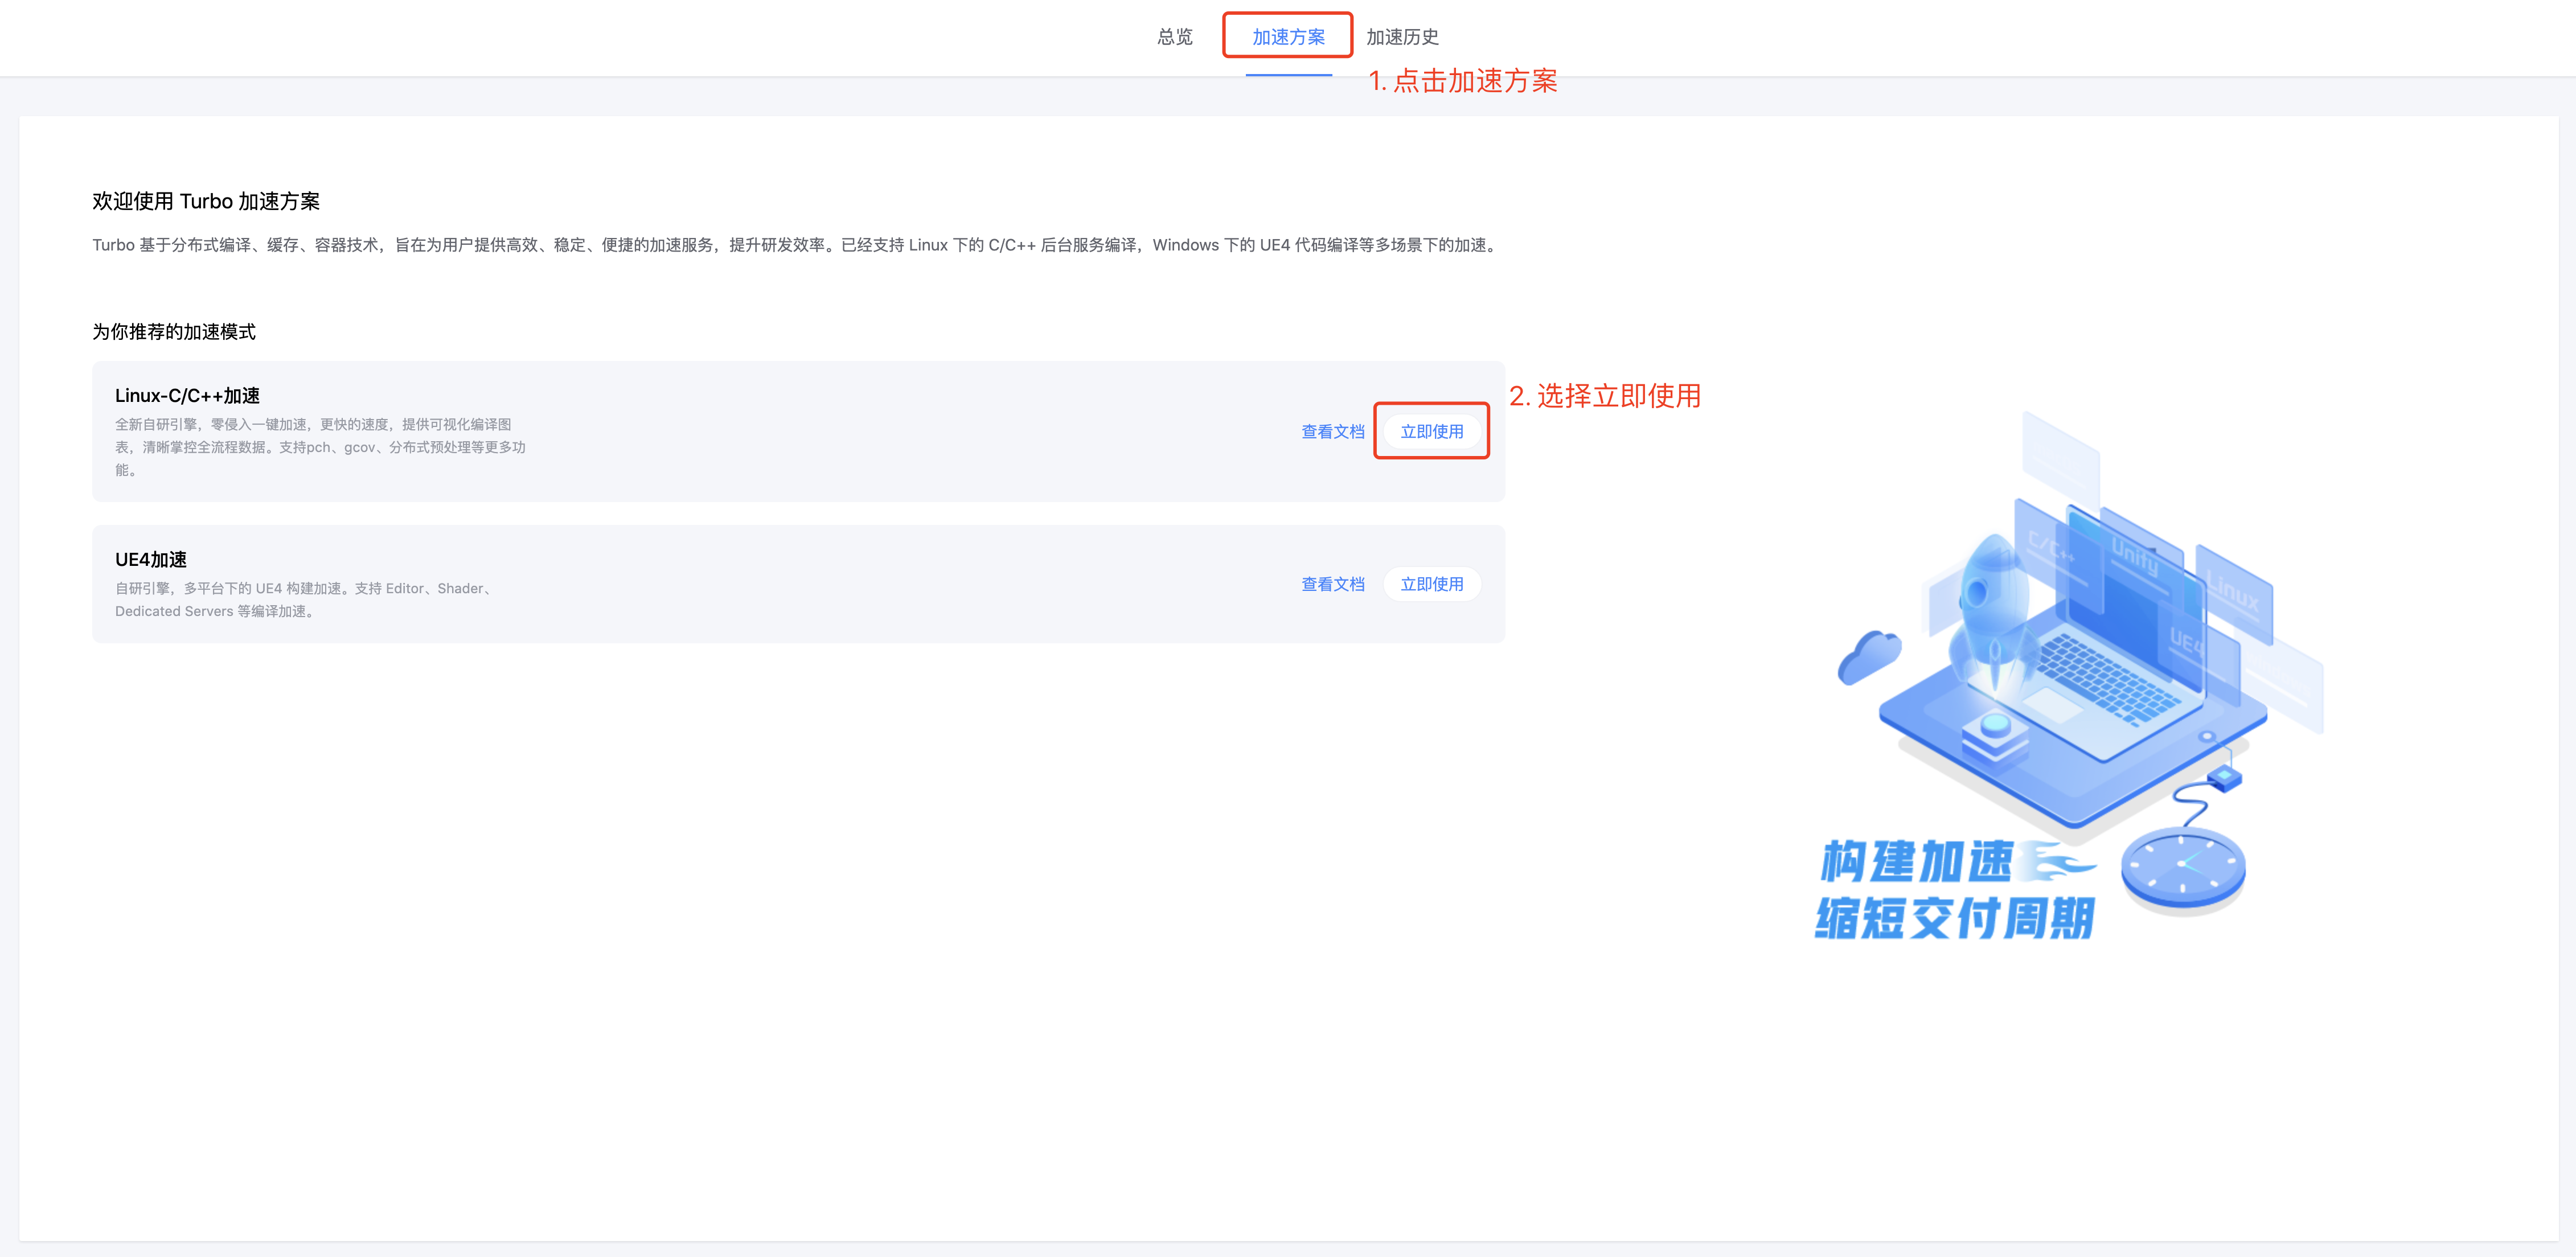 总览 加速方案 加速历史
1. 点击加速方案
欢迎使用 Turbo 加速方案
Turbo 基于分布式编译、缓存、容器技术，旨在为用户提供高效、稳定、便捷的加速服务，提升研发效率。已经支持 Linux 下的 C/C++ 后台服务编译，Windows 下的 UE4 代码编译等多场景下的加速。
为你推荐的加速模式
Linux-C/C++加速
全新自研引擎，零侵入一键加速，更快的速度，提供可视化编译图
表，清晰掌控全流程数据。支持pch、gcov、分布式预处理等更多功
能。
查看文档 立即使用
2. 选择立即使用
UE4加速
自研引擎，多平台下的 UE4 构建加速。支持 Editor、Shader、
Dedicated Servers 等编译加速。
查看文档 立即使用
C/C++
Unity
Linux
UE4
构建加速
缩短交付周期